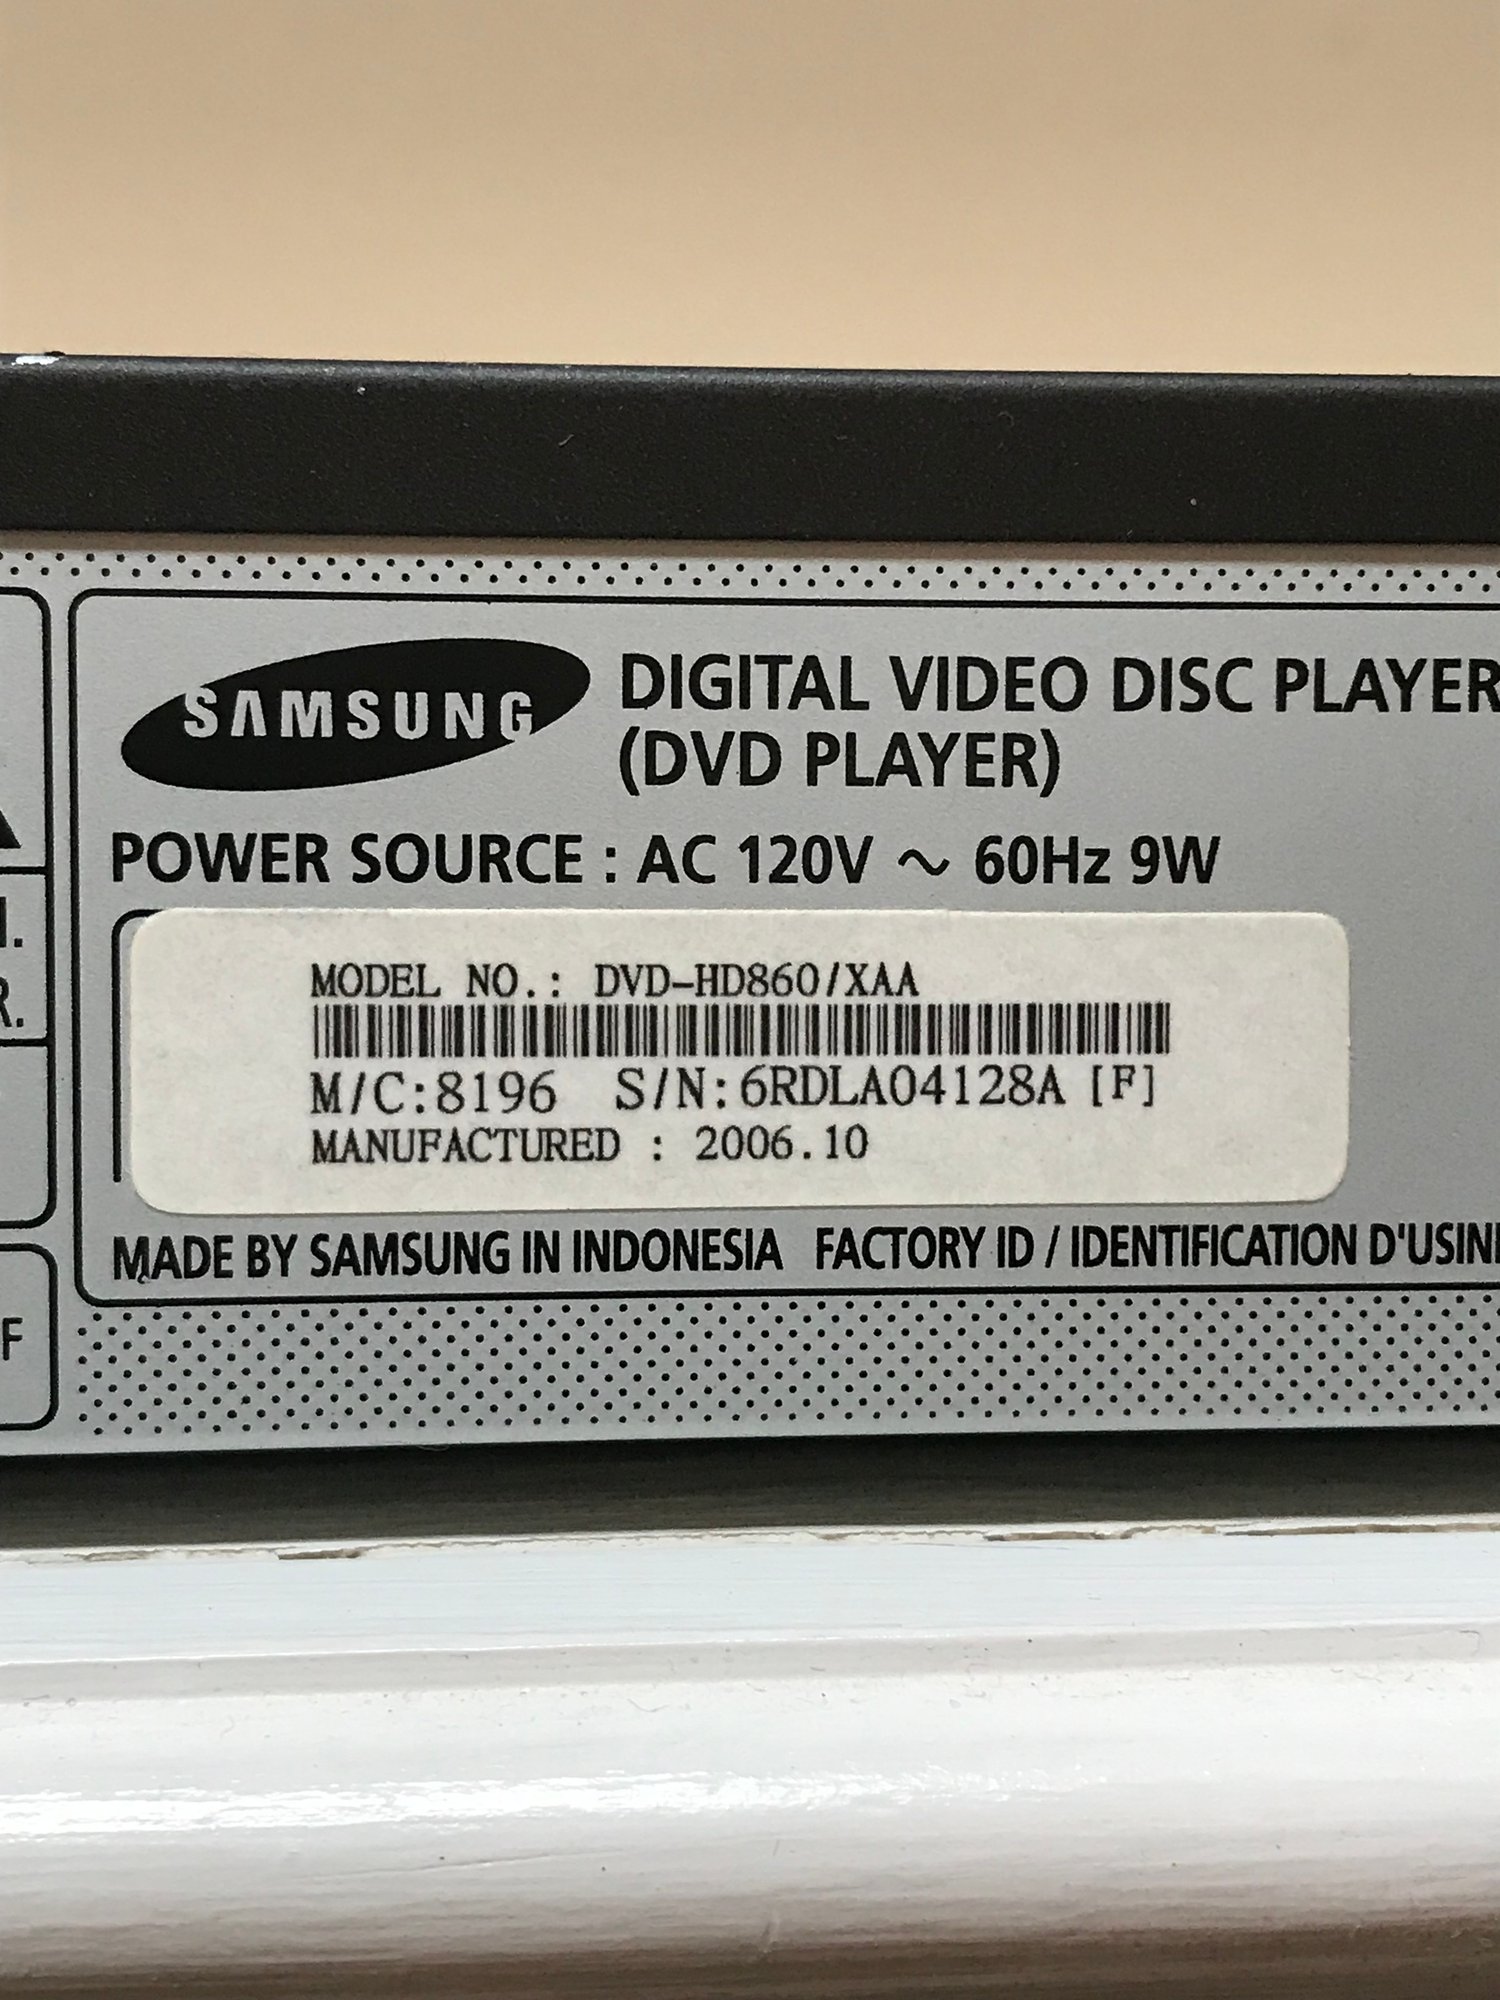 SAMSUNG
DIGITAL VIDEO DISC PLAYER
(DVD PLAYER)
POWER SOURCE : AC 120V ~ 60Hz 9W
MODEL NO.: DVD-HD860/XAA
M/C:8196 S/N:6RDLA04128A [F]
MANUFACTURED : 2006.10
MADE BY SAMSUNG IN INDONESIA FACTORY ID / IDENTIFICATION